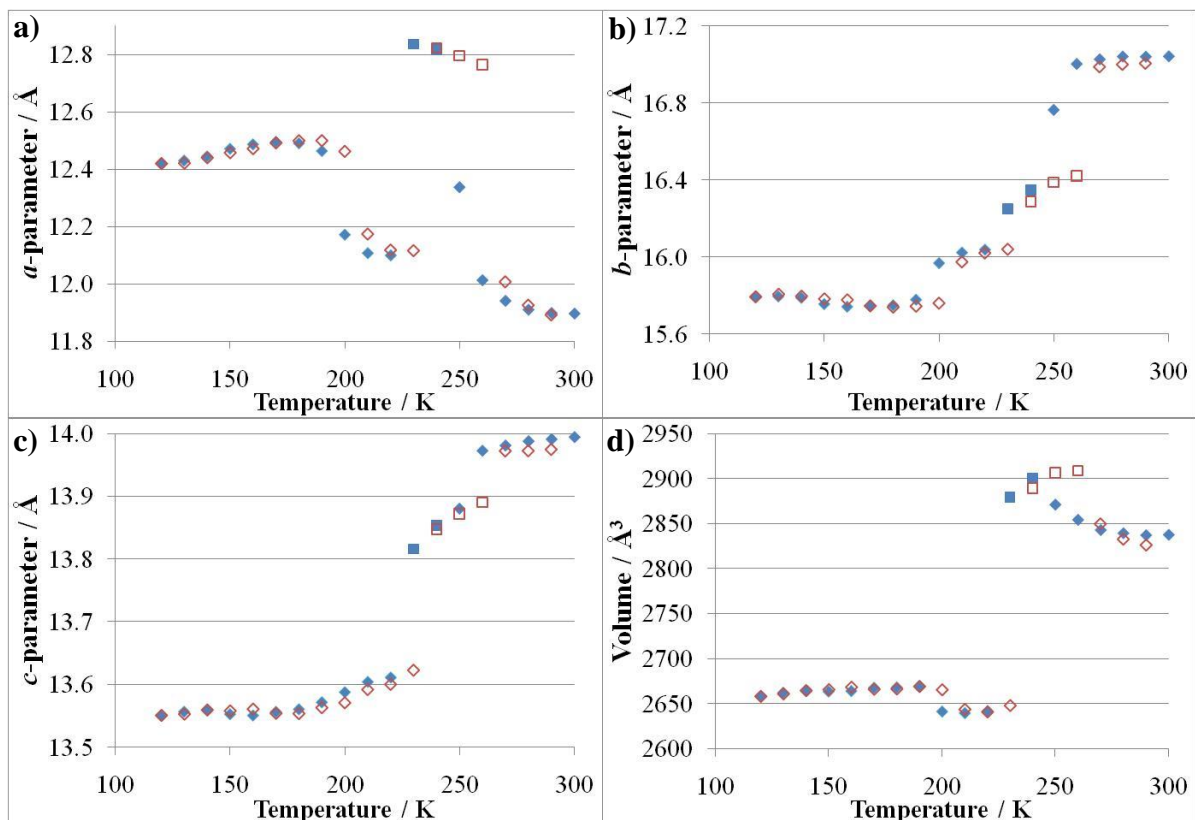 a)
a-parameter / Å
12.8
12.6
12.4
12.2
12.0
11.8
100 150 200 250 300
Temperature / K
b)
b-parameter / Å
17.2
16.8
16.4
16.0
15.6
100 150 200 250 300
Temperature / K
c)
c-parameter / Å
14.0
13.9
13.8
13.7
13.6
13.5
100 150 200 250 300
Temperature / K
d)
Volume / Å³
2950
2900
2850
2800
2750
2700
2650
2600
100 150 200 250 300
Temperature / K